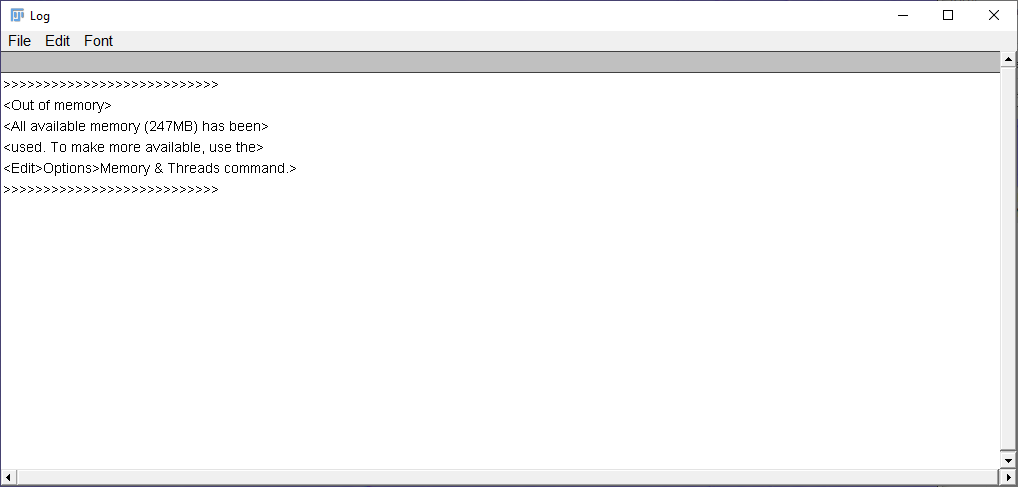 Log
File Edit Font
>>>>>>>>>>>>>>>>>>>>>>>>>>>
<Out of memory>
<All available memory (247MB) has been>
<used. To make more available, use the>
<Edit>Options>Memory & Threads command.>
>>>>>>>>>>>>>>>>>>>>>>>>>>>